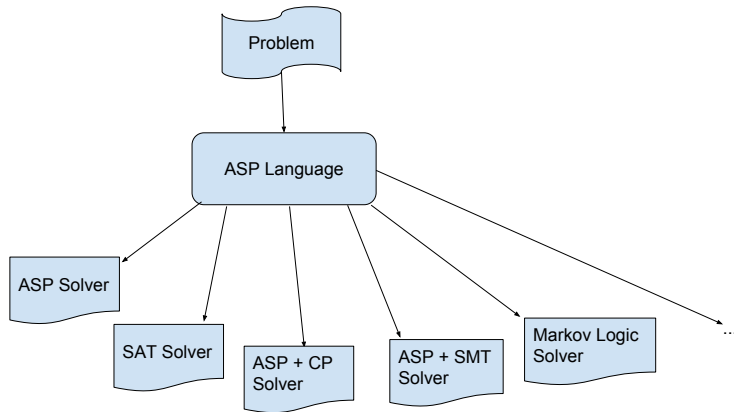 Problem
ASP Language
ASP Solver
SAT Solver
ASP + CP
Solver
ASP + SMT
Solver
Markov Logic
Solver
...